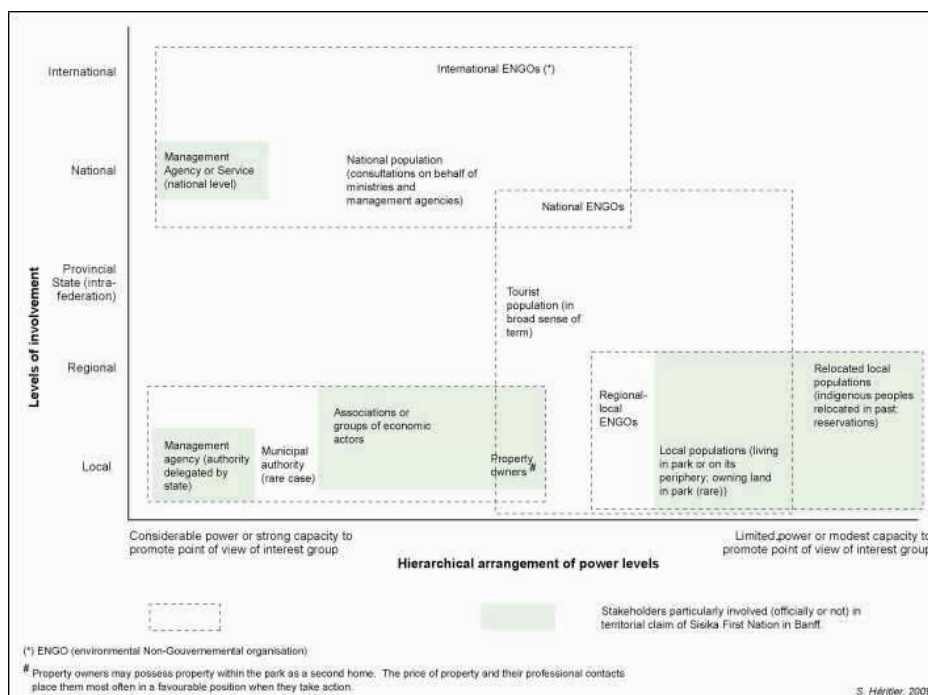 International
International ENGOs (*)
Management
Agency or Service
(national level)
National
National population
(consultations on behalf of
ministries and
management agencies)
National ENGOs
Provincial
State (intra-
federation)
Tourist
population (in
broad sense of
term)
Levels of involvement
Regional
Relocated local
populations
(indigenous peoples
relocated in past:
reservations)
Regional-
local
ENGOs
Associations or
groups of economic
actors
Local
Management
agency (authority
delegated by
state)
Municipal
authority
(rare case)
Property
owners #
Local populations (living
in park or on its
periphery; owning land
in park (rare))
Considerable power or strong capacity to
promote point of view of interest group
Limited power or modest capacity to
promote point of view of interest group
Hierarchical arrangement of power levels
Stakeholders particularly involved (officially or not) in
territorial claim of Sisika First Nation in Banff
(*) ENGO (environmental Non-Gouvernemental organisation)
# Property owners may possess property within the park as a second home. The price of property and their professional contacts
place them most often in a favourable position when they take action.
S. Héritier, 2009